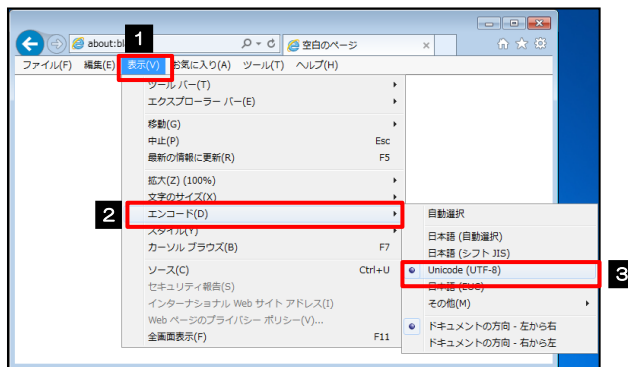 1
about:bl
空白のページ
ファイル(F) 編集(E) 表示(V) お気に入り(A) ツール(T) ヘルプ(H)
ツール バー(T)
エクスプローラー バー(E)
移動(G)
中止(P) Esc
最新の情報に更新(R) F5
拡大(Z) (100%)
文字のサイズ(X)
2
エンコード(D)
スタイル(Y)
カーソル ブラウズ(B) F7
ソース(C) Ctrl+U
セキュリティ報告(S)
インターナショナル Web サイト アドレス(I)
Web ページのプライバシー ポリシー(V)...
全画面表示(F) F11
自動選択
日本語 (自動選択)
日本語 (シフト JIS)
Unicode (UTF-8)
3
日本語 (EUC)
その他(M)
ドキュメントの方向 - 左から右
ドキュメントの方向 - 右から左